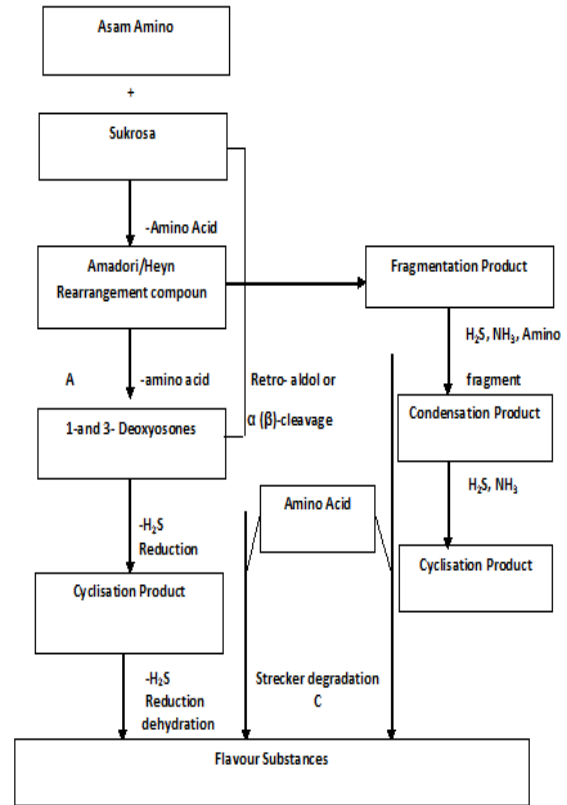 Asam Amino
+
Sukrosa
-Amino Acid
Amadori/Heyn
Rearrangement compoun
Fragmentation Product
H₂S, NH₃, Amino
fragment
A
-amino acid
Retro- aldol or
α (β)-cleavage
1-and 3- Deoxyosones
Condensation Product
H₂S, NH₃
Amino Acid
-H₂S
Reduction
Cyclisation Product
Cyclisation Product
Strecker degradation
C
-H₂S
Reduction
dehydration
Flavour Substances